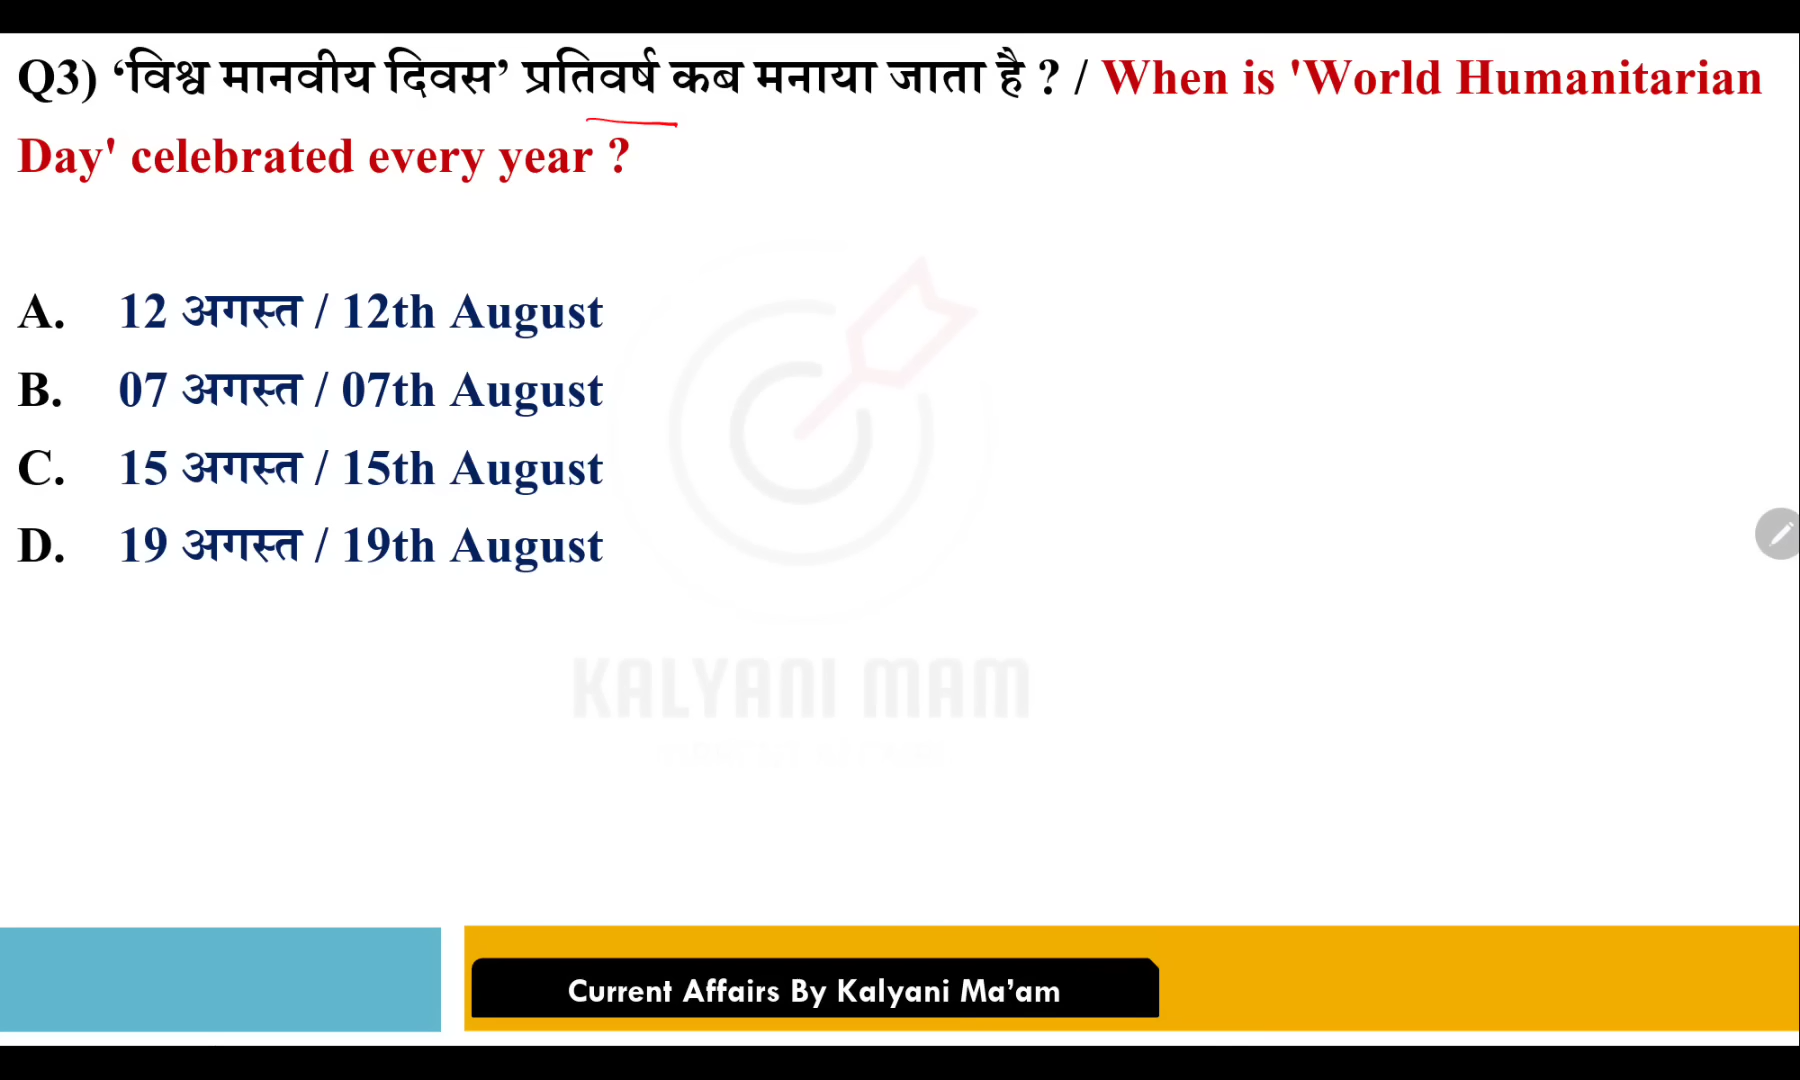 Q3) ‘विश्व मानवीय दिवस’ प्रतिवर्ष कब मनाया जाता है ? / When is 'World Humanitarian
Day' celebrated every year ?
A. 12 अगस्त / 12th August
B. 07 अगस्त / 07th August
C. 15 अगस्त / 15th August
D. 19 अगस्त / 19th August
KALYANI MAM
Current Affairs By Kalyani Ma’am